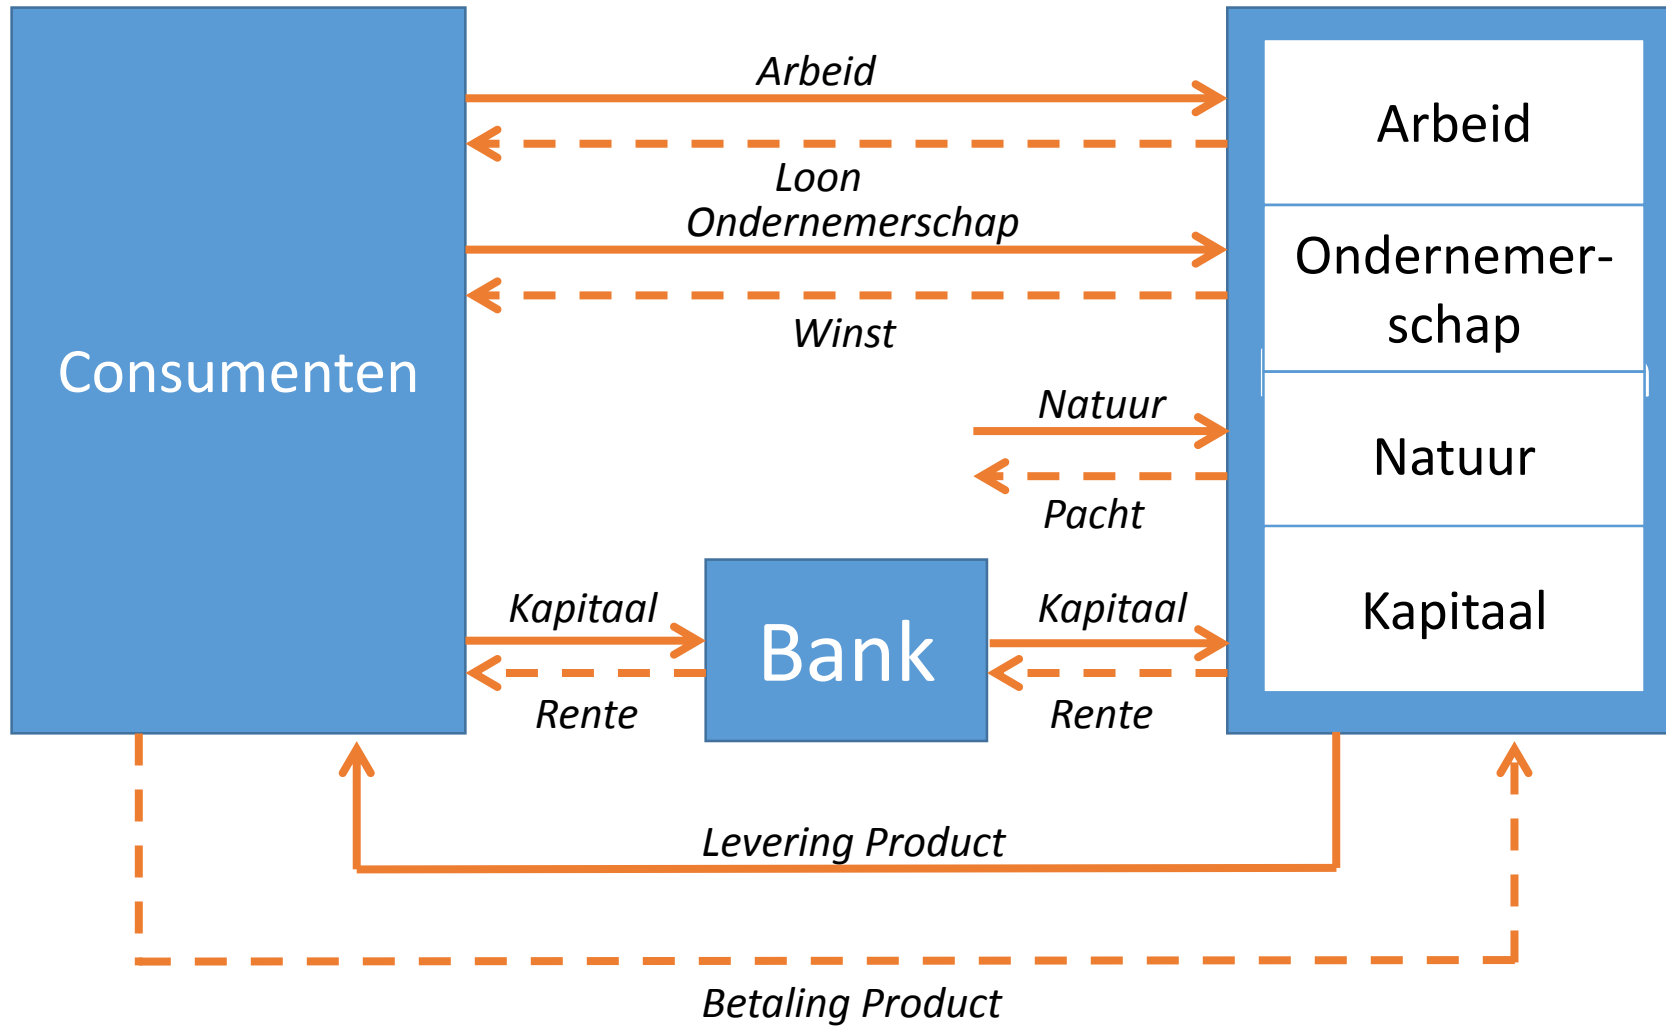 Arbeid
Arbeid
Loon
Ondernemerschap
Ondernemer-
schap
Winst
Consumenten
Natuur
Natuur
Pacht
Kapitaal
Kapitaal
Kapitaal
Bank
Rente
Rente
Levering Product
Betaling Product